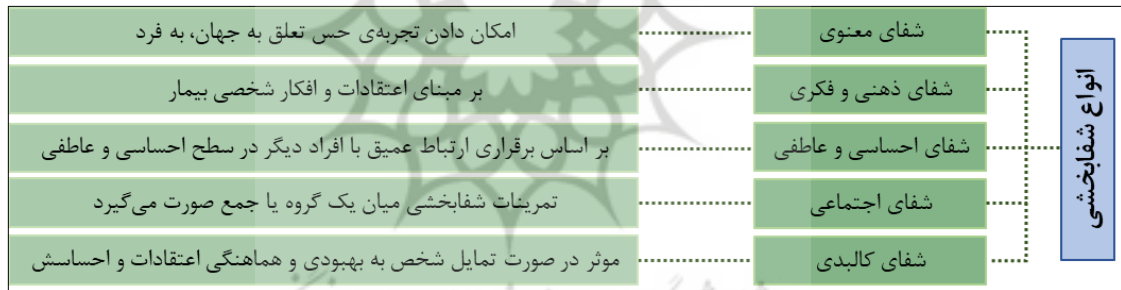 انواع شفابخشی
شفای معنوی
امکان دادن تجربه‌ی حس تعلق به جهان، به فرد
شفای ذهنی و فکری
بر مبنای اعتقادات و افکار شخصی بیمار
شفای احساسی و عاطفی
بر اساس برقراری ارتباط عمیق با افراد دیگر در سطح احساسی و عاطفی
شفای اجتماعی
تمرینات شفابخشی میان یک گروه یا جمع صورت می‌گیرد
شفای کالبدی
موثر در صورت تمایل شخص به بهبودی و هماهنگی اعتقادات و احساسش